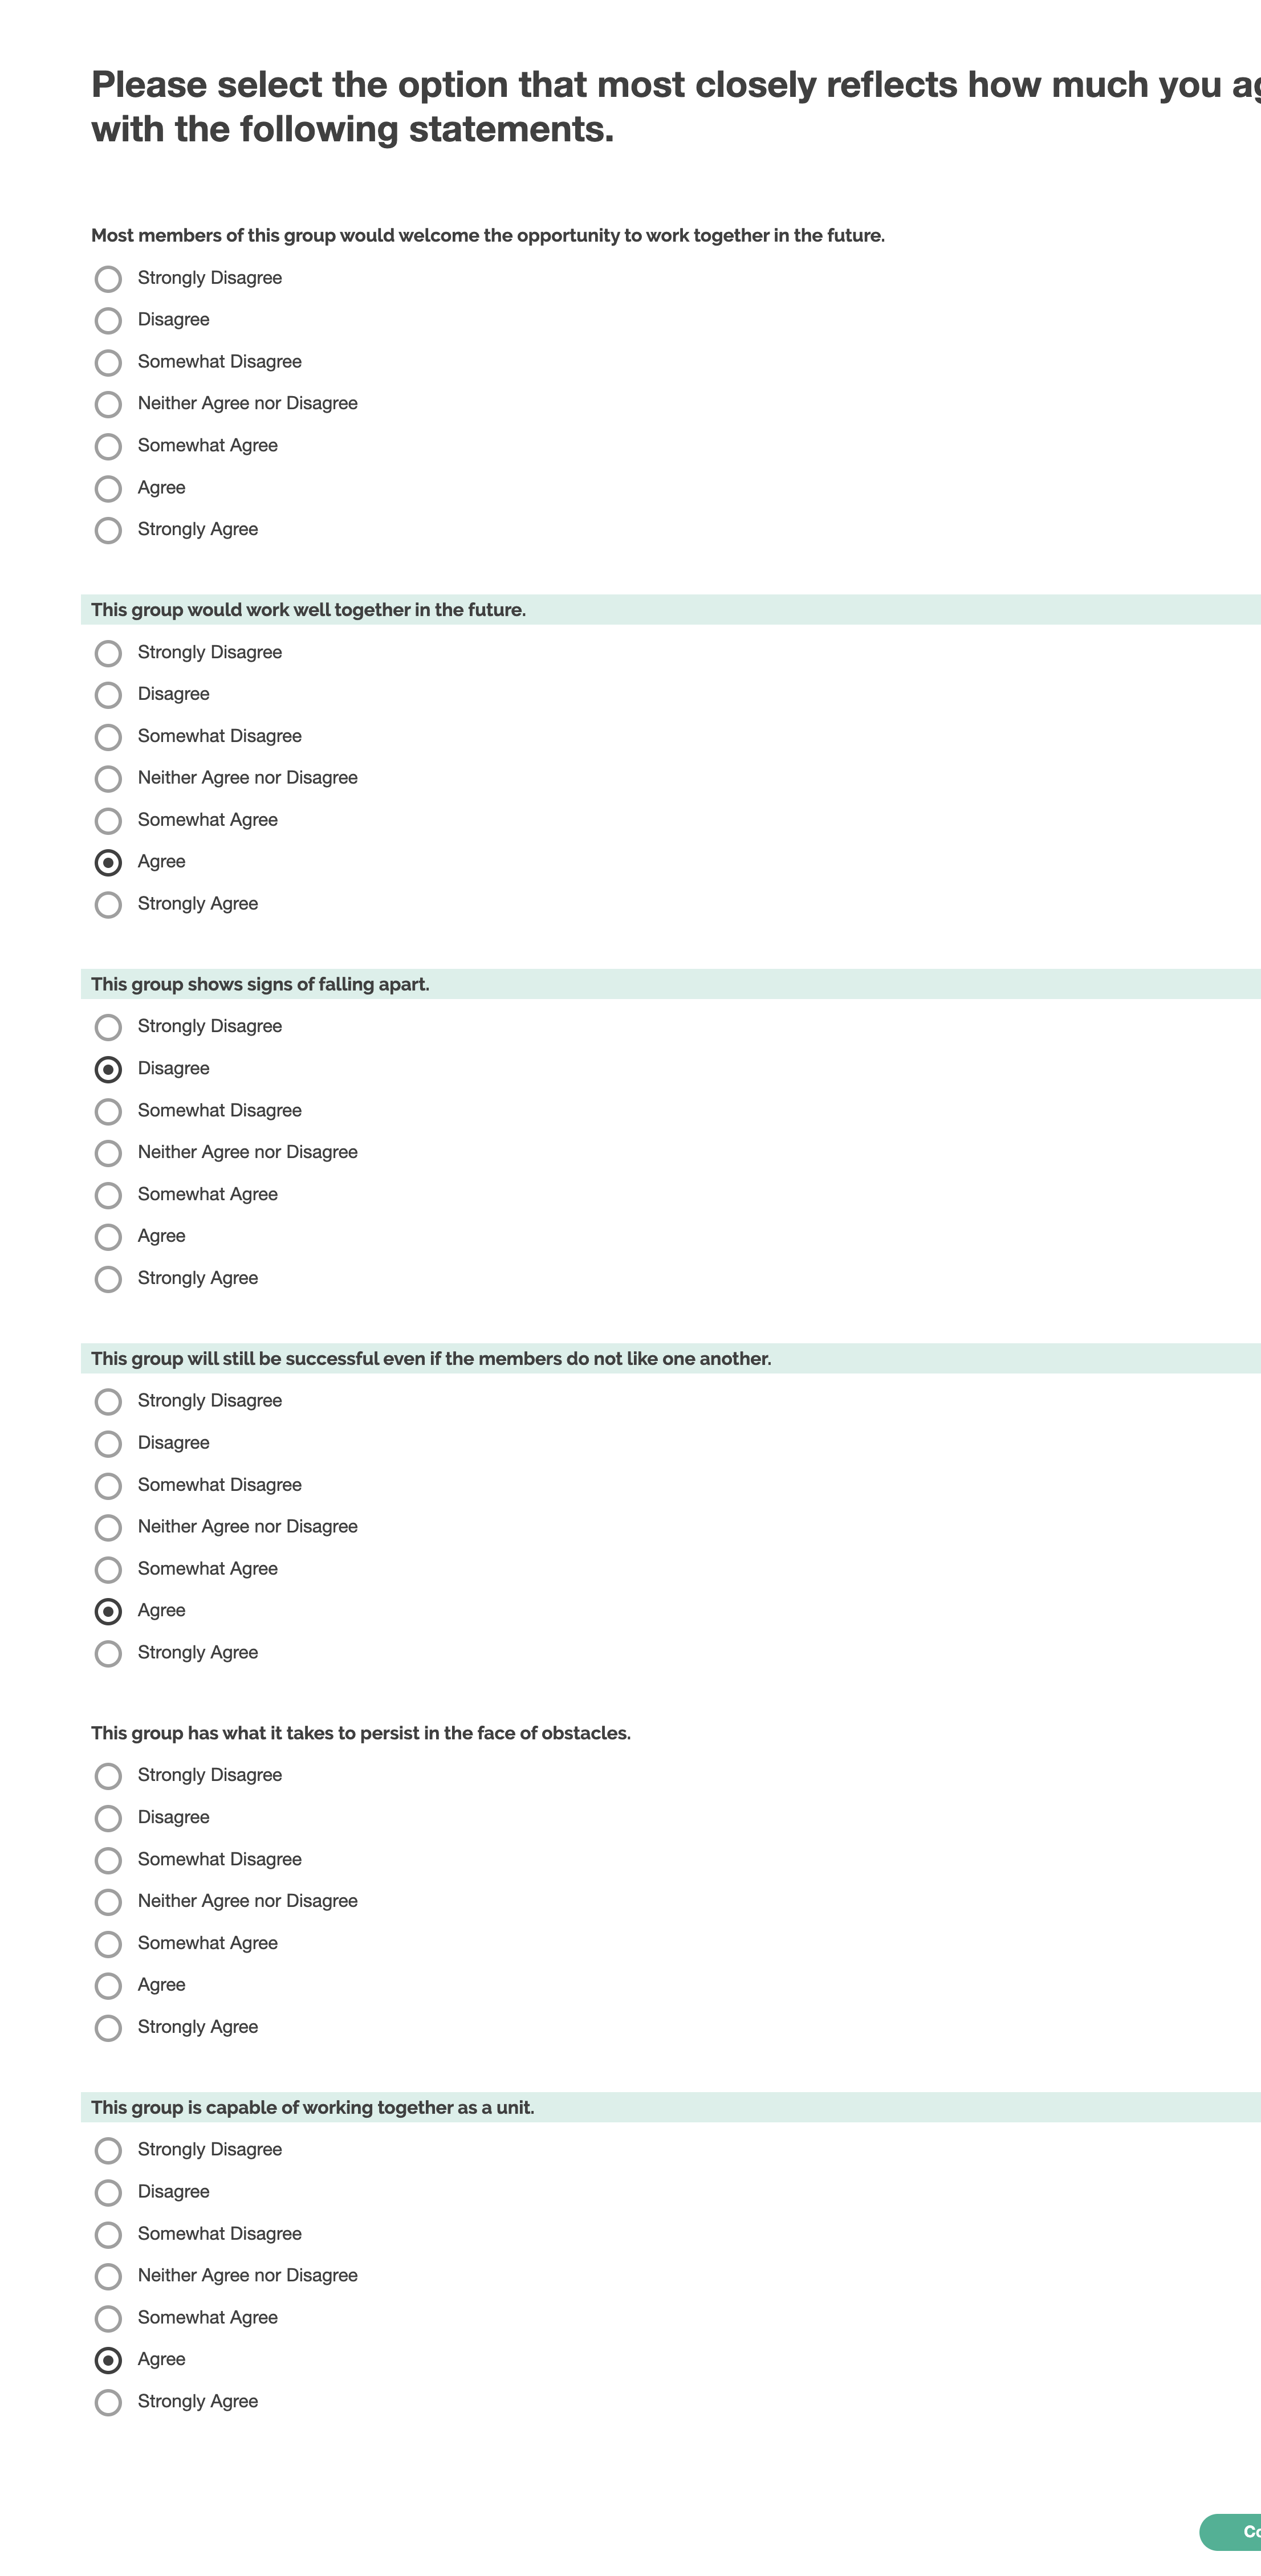 Please select the option that most closely reflects how much you
with the following statements.
Most members of this group would welcome the opportunity to work together in the future.
Strongly Disagree
Disagree
Somewhat Disagree
Neither Agree nor Disagree
Somewhat Agree
Agree
Strongly Agree
This group would work well together in the future.
Strongly Disagree
Disagree
Somewhat Disagree
Neither Agree nor Disagree
Somewhat Agree
Agree
Strongly Agree
This group shows signs of falling apart.
Strongly Disagree
Disagree
Somewhat Disagree
Neither Agree nor Disagree
Somewhat Agree
Agree
Strongly Agree
This group will still be successful even if the members do not like one another.
Strongly Disagree
Disagree
Somewhat Disagree
Neither Agree nor Disagree
Somewhat Agree
Agree
Strongly Agree
This group has what it takes to persist in the face of obstacles.
Strongly Disagree
Disagree
Somewhat Disagree
Neither Agree nor Disagree
Somewhat Agree
Agree
Strongly Agree
This group is capable of working together as a unit.
Strongly Disagree
Disagree
Somewhat Disagree
Neither Agree nor Disagree
Somewhat Agree
Agree
Strongly Agree